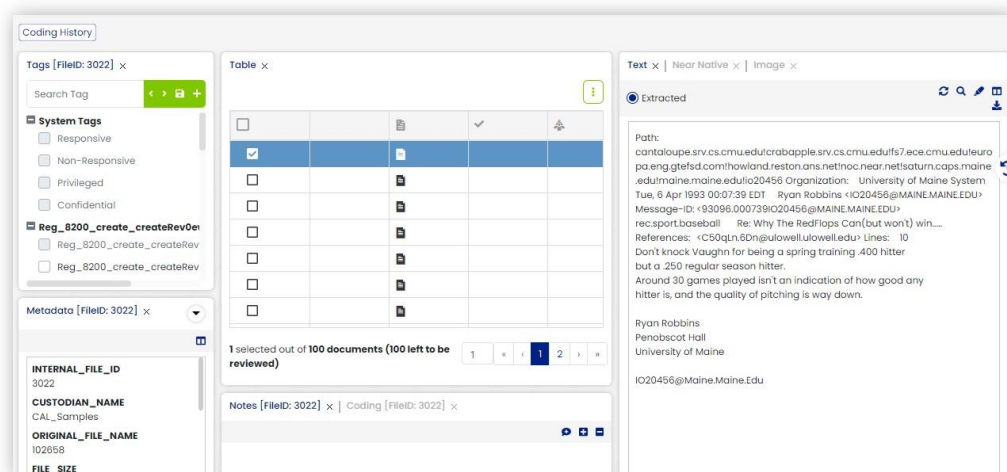 Coding History
Tags [FileID: 3022] ×
Search Tag
System Tags
Responsive
Non-Responsive
Privileged
Confidential
Reg_8200_create_createRev0ev
Reg_8200_create_createRev
Reg_8200_create_createRev
Metadata [FileID: 3022] ×
INTERNAL_FILE_ID
3022
CUSTODIAN_NAME
CAL_Samples
ORIGINAL_FILE_NAME
102658
FILE_SIZE
Table ×
1 selected out of 100 documents (100 left to be
reviewed)
1 « ‹ 1 2 › »
Notes [FileID: 3022] × | Coding [FileID: 3022] ×
Text × | Near Native × | Image ×
Extracted
Path:
cantaloupe.srv.cs.cmu.edu!crabapple.srv.cs.cmu.edu!fs7.ece.cmu.edu!euro
pa.eng.gtefsd.com!howland.reston.ans.net!noc.near.net!saturn.caps.maine
.edu!maine.maine.edu!io20456 Organization: University of Maine System
Tue, 6 Apr 1993 00:07:39 EDT Ryan Robbins <IO20456@MAINE.MAINE.EDU>
Message-ID: <93096.000739IO20456@MAINE.MAINE.EDU>
rec.sport.baseball Re: Why The RedFlops Can(but won't) win.....
References: <C50qLn.6Dn@ulowell.ulowell.edu> Lines: 10
Don't knock Vaughn for being a spring training .400 hitter
but a .250 regular season hitter.
Around 30 games played isn't an indication of how good any
hitter is, and the quality of pitching is way down.
Ryan Robbins
Penobscot Hall
University of Maine
IO20456@Maine.Maine.Edu